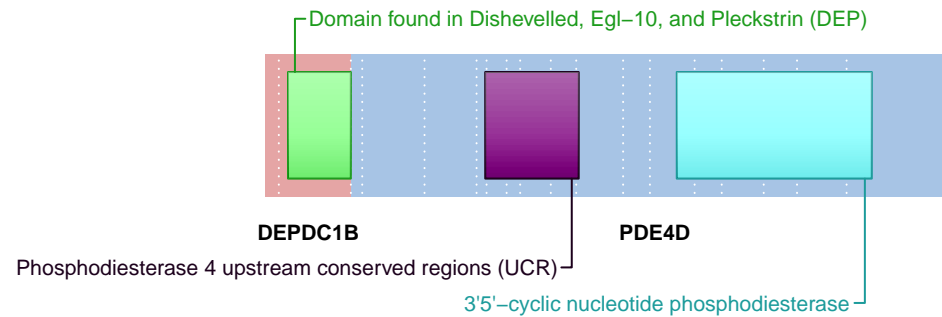 Domain found in Dishevelled, Egl−10, and Pleckstrin (DEP)
DEPDC1B
PDE4D
Phosphodiesterase 4 upstream conserved regions (UCR)
3'5'−cyclic nucleotide phosphodiesterase